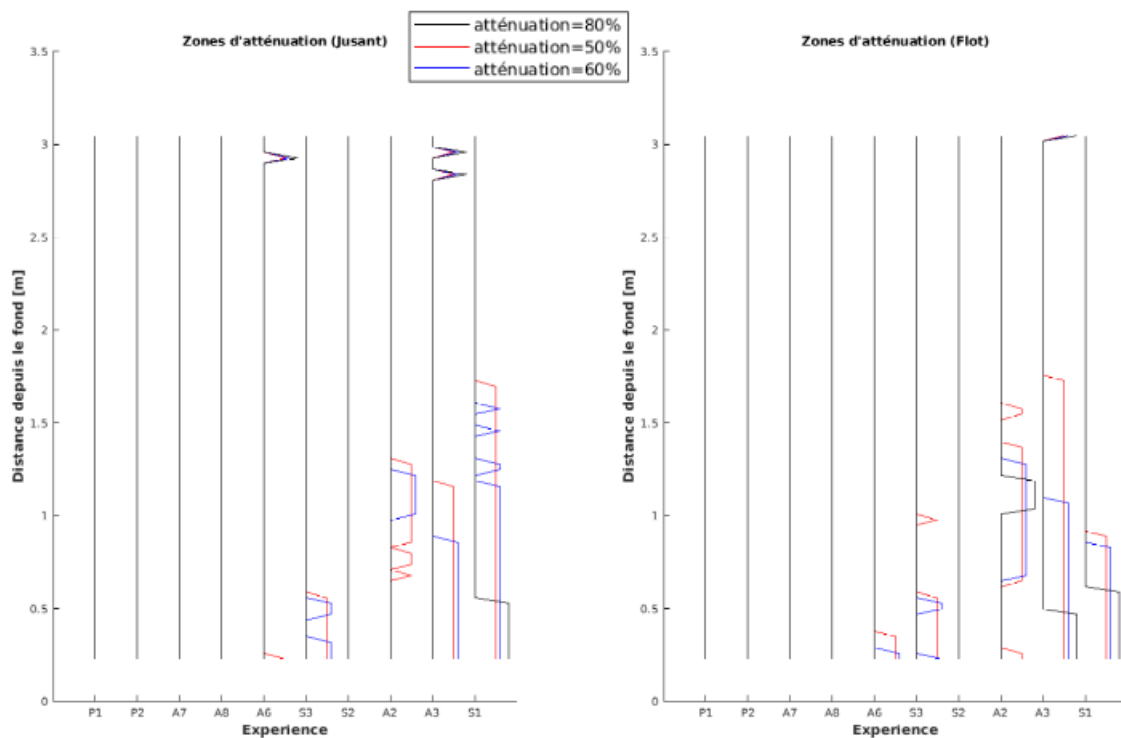 atténuation=80%
atténuation=50%
atténuation=60%
Zones d'atténuation (Jusant)
3.5
3
2.5
2
1.5
1
0.5
0
Distance depuis le fond [m]
P1 P2 A7 A8 A6 S3 S2 A2 A3 S1
Experience
Zones d'atténuation (Flot)
3.5
3
2.5
2
1.5
1
0.5
0
Distance depuis le fond [m]
P1 P2 A7 A8 A6 S3 S2 A2 A3 S1
Experience